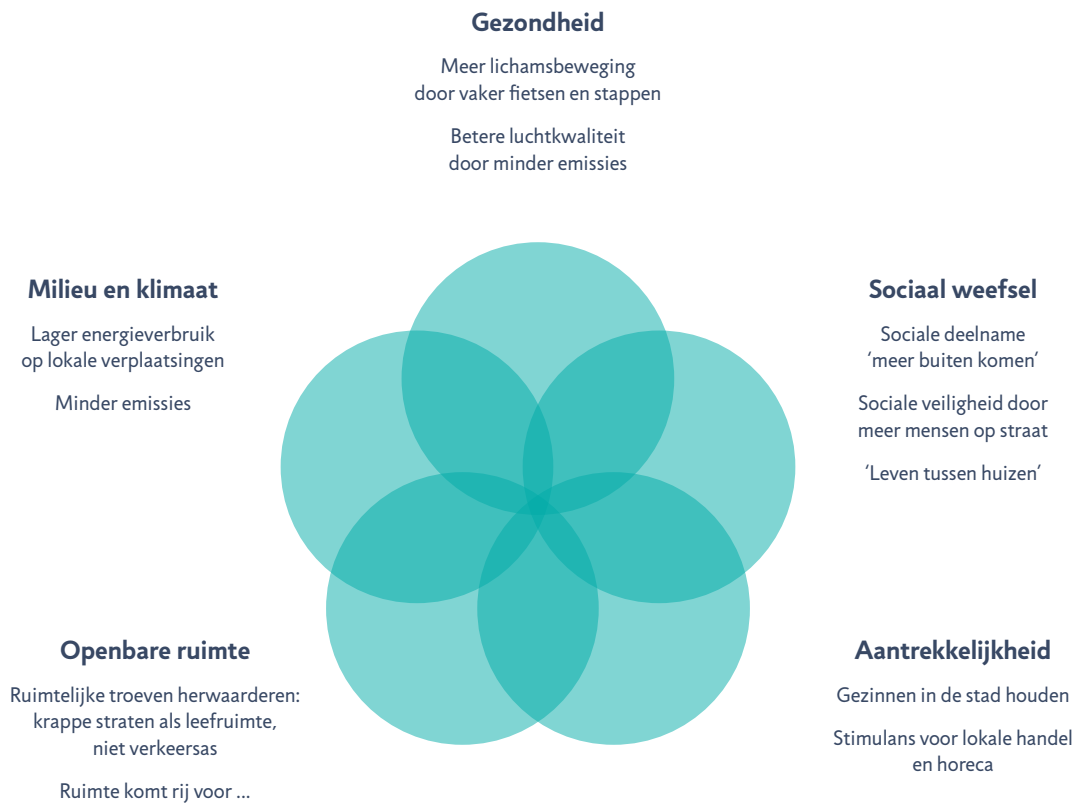 Gezondheid
Meer lichamsbeweging
door vaker fietsen en stappen
Betere luchtkwaliteit
door minder emissies
Milieu en klimaat
Lager energieverbruik
op lokale verplaatsingen
Minder emissies
Sociaal weefsel
Sociale deelname
‘meer buiten komen’
Sociale veiligheid door
meer mensen op straat
‘Leven tussen huizen’
Openbare ruimte
Ruimtelijke troeven herwaarderen:
krappe straten als leefruimte,
niet verkeersas
Ruimte komt rij voor ...
Aantrekkelijkheid
Gezinnen in de stad houden
Stimulans voor lokale handel
en horeca